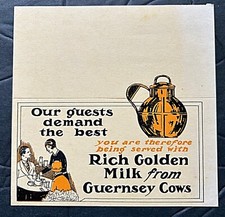 Our guests
demand
the best
you are therefore
being served with
Rich Golden
Milk from
Guernsey Cows